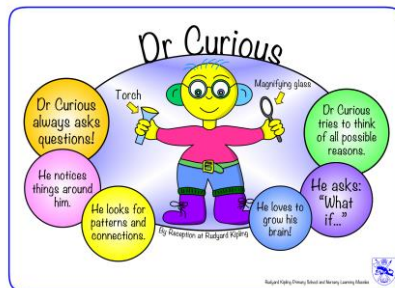 Dr Curious
Torch
Magnifying glass
Dr Curious
always asks
questions!
He notices
things around
him.
He looks for
patterns and
connections.
Dr Curious
tries to think
of all possible
reasons.
He asks:
"What
if..."
He loves to
grow his
brain!
By Reception at Rudyard Kipling
Rudyard Kipling Primary School and Nursery Learning Muscles